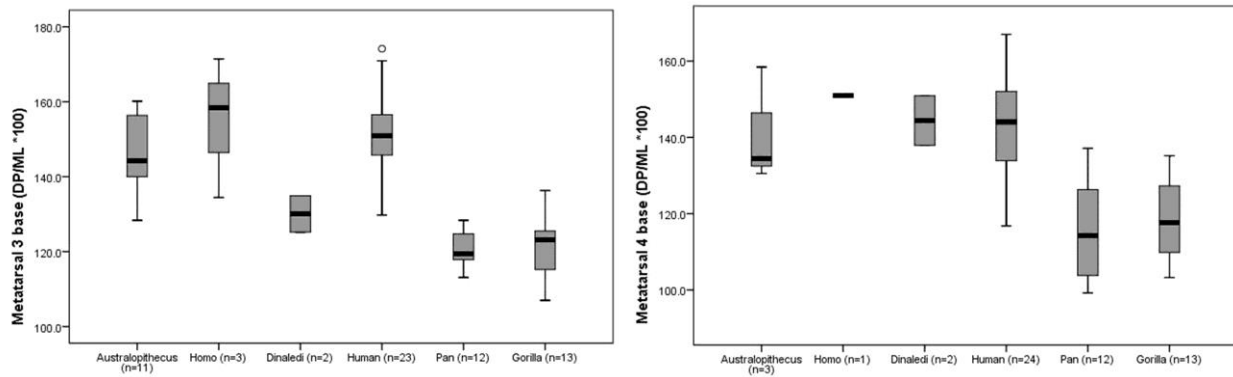 Metatarsal 3 base (DP/ML *100)
180.0
160.0
140.0
120.0
100.0
Australopithecus (n=11)
Homo (n=3)
Dinaledi (n=2)
Human (n=23)
Pan (n=12)
Gorilla (n=13)
Metatarsal 4 base (DP/ML *100)
160.0
140.0
120.0
100.0
Australopithecus (n=3)
Homo (n=1)
Dinaledi (n=2)
Human (n=24)
Pan (n=12)
Gorilla (n=13)